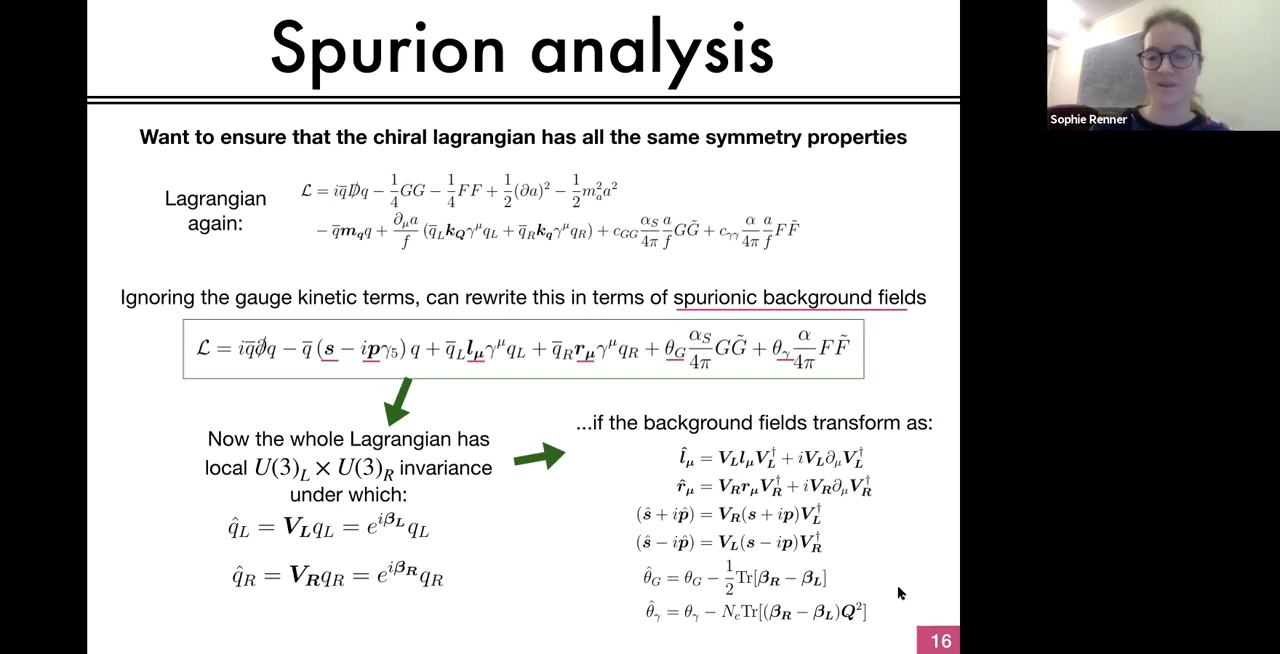 Spurion analysis
Want to ensure that the chiral lagrangian has all the same symmetry properties
Lagrangian again:
ℒ = iq̅D̸q − 1/4 GG − 1/4 FF + 1/2 (∂a)² − 1/2 mₐ²a²
− q̅m_q q + ∂_μa/f (q̅_L k_Q γ^μ q_L + q̅_R k_q γ^μ q_R) + c_GG α_S/4π a/f GG̃ + c_γγ α/4π a/f FF̃
Ignoring the gauge kinetic terms, can rewrite this in terms of spurionic background fields
ℒ = iq̅∂̸q − q̅ (s − ipγ₅) q + q̅_L l_μ γ^μ q_L + q̅_R r_μ γ^μ q_R + θ_G α_S/4π GG̃ + θ_γ α/4π FF̃
Now the whole Lagrangian has
local U(3)_L × U(3)_R invariance
under which:
q̂_L = V_L q_L = e^{iβ_L} q_L
q̂_R = V_R q_R = e^{iβ_R} q_R
...if the background fields transform as:
l̂_μ = V_L l_μ V_L^† + iV_L ∂_μ V_L^†
r̂_μ = V_R r_μ V_R^† + iV_R ∂_μ V_R^†
(ŝ + ip̂) = V_R(s + ip)V_L^†
(ŝ − ip̂) = V_L(s − ip)V_R^†
θ̂_G = θ_G − 1/2 Tr[β_R − β_L]
θ̂_γ = θ_γ − N_c Tr[(β_R − β_L)Q²]
16
Sophie Renner